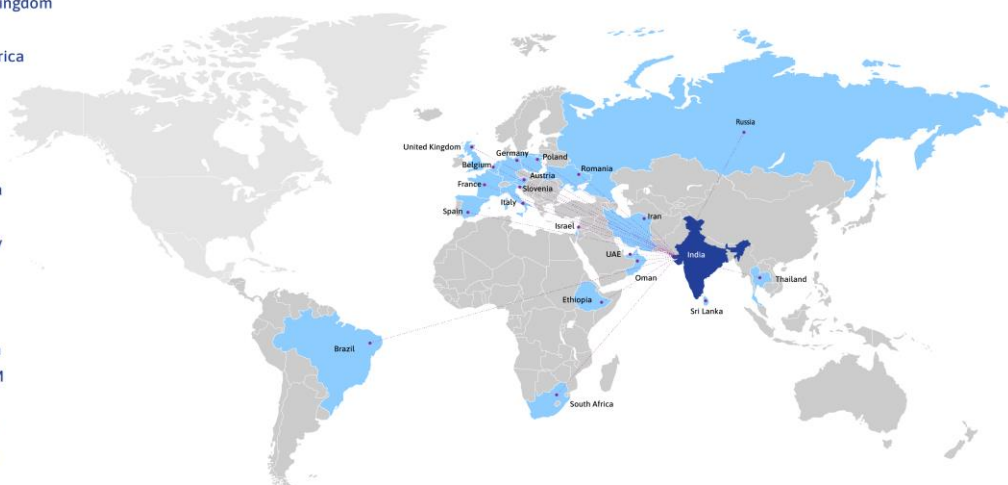 ngdom
rica
Russia
United Kingdom
Germany
Poland
Belgium
Romania
Austria
France
Slovenia
Italy
Spain
Iran
Israel
India
UAE
Oman
Thailand
Ethiopia
Sri Lanka
Brazil
South Africa